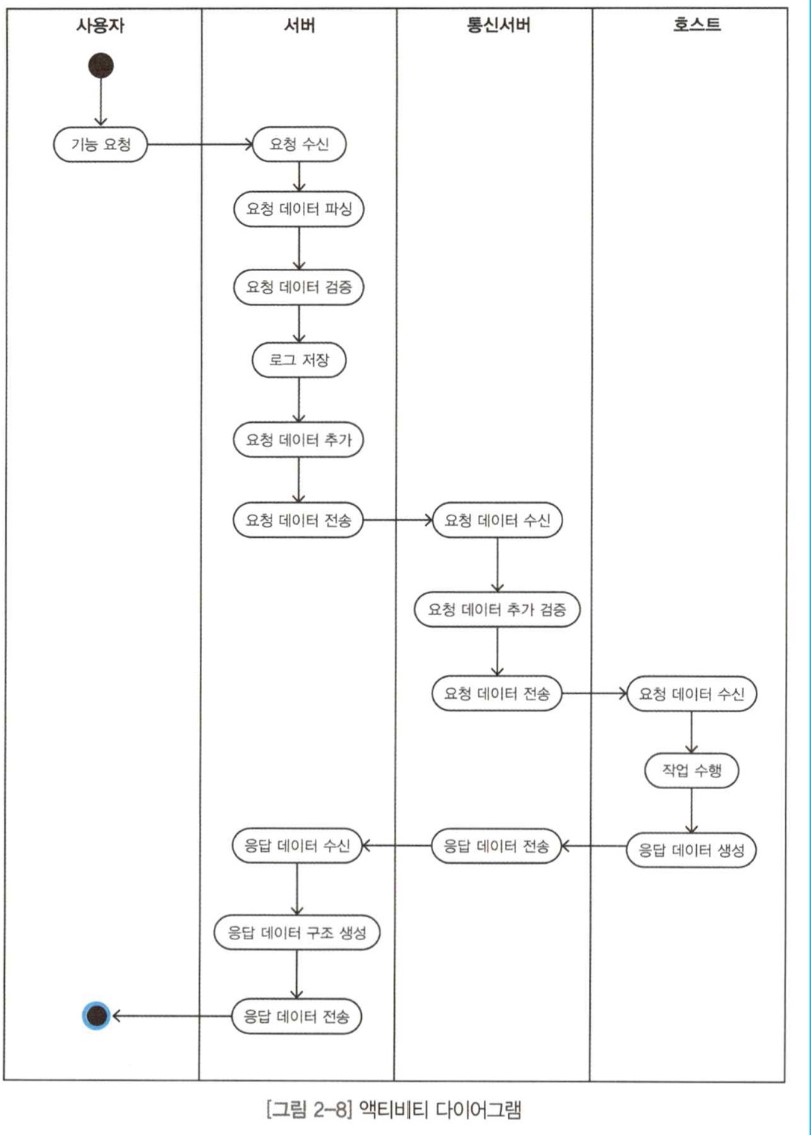 사용자 서버 통신서버 호스트
기능 요청 요청 수신
요청 데이터 파싱
요청 데이터 검증
로그 저장
요청 데이터 추가
요청 데이터 전송 요청 데이터 수신
요청 데이터 추가 검증
요청 데이터 전송 요청 데이터 수신
작업 수행
응답 데이터 수신 응답 데이터 전송 응답 데이터 생성
응답 데이터 구조 생성
응답 데이터 전송
[그림 2-8] 액티비티 다이어그램